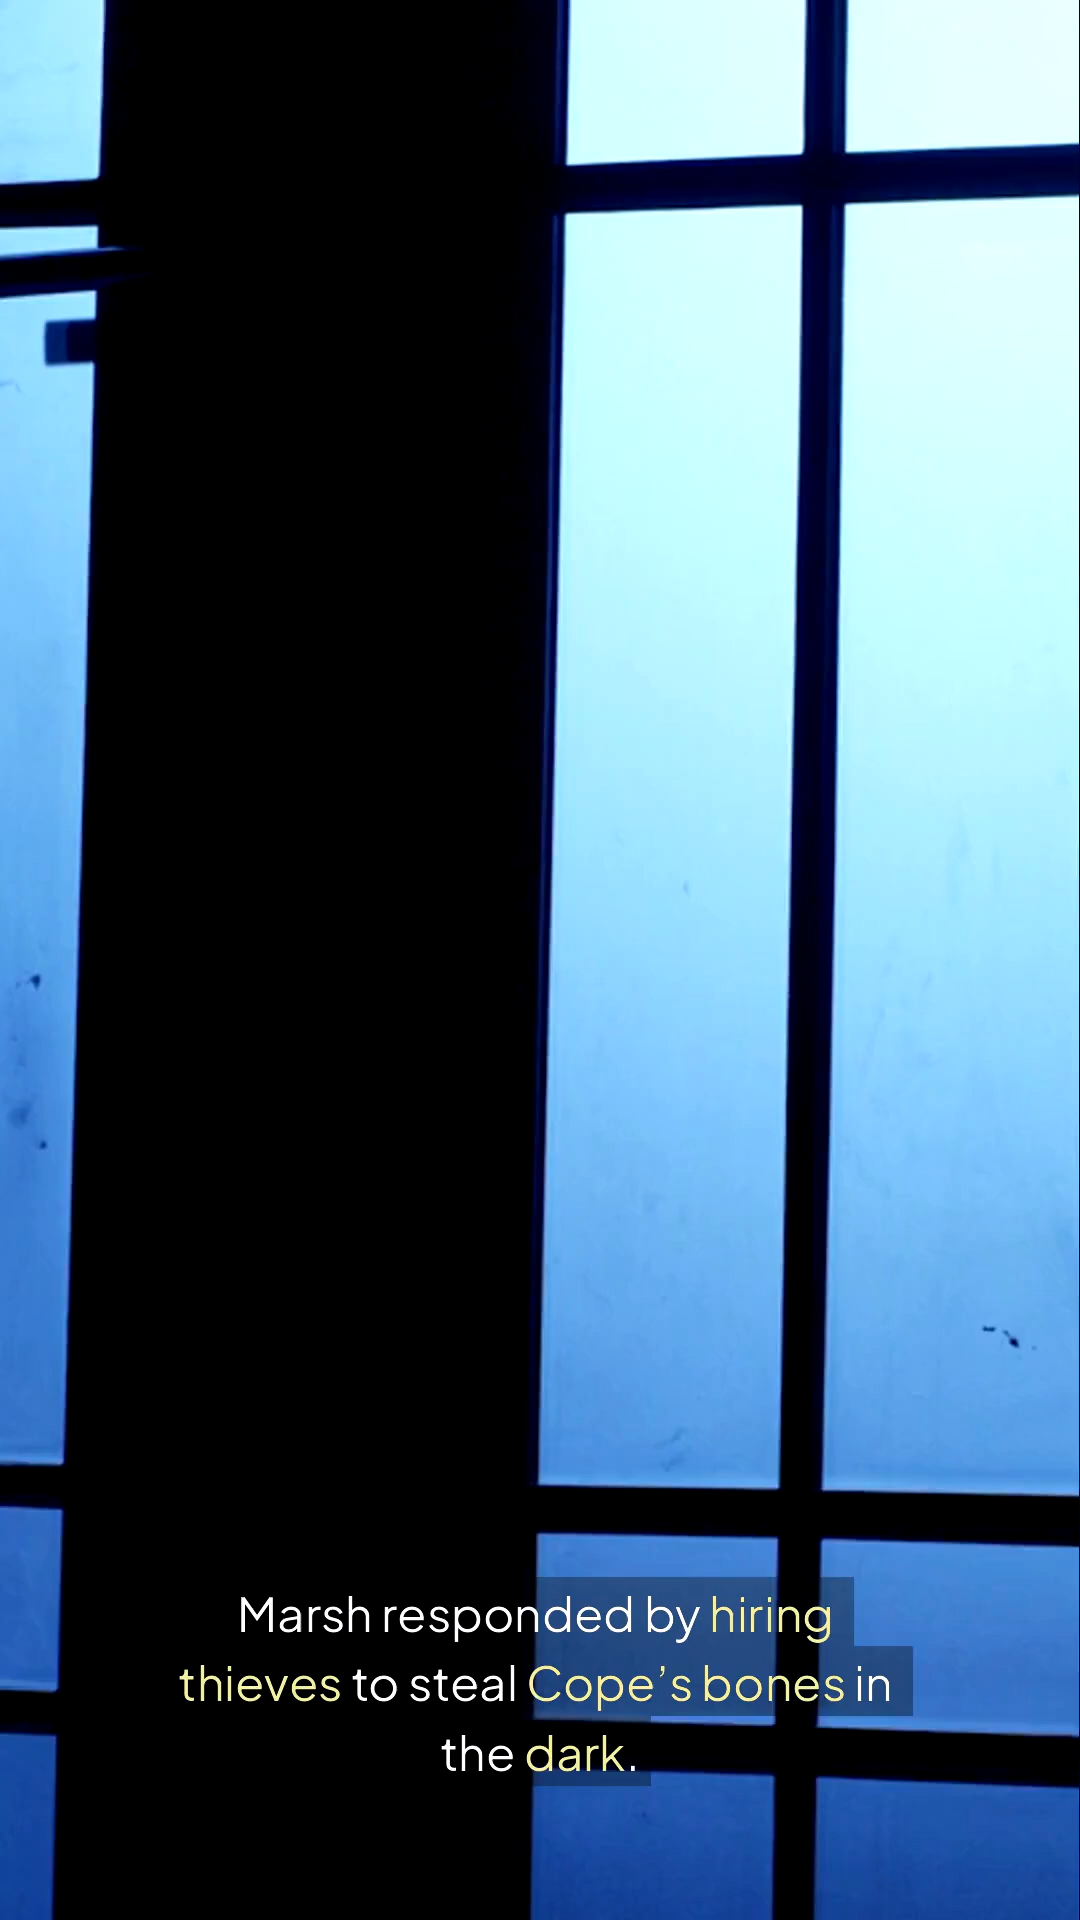 Marsh responded by hiring
thieves to steal Cope’s bones in
the dark.